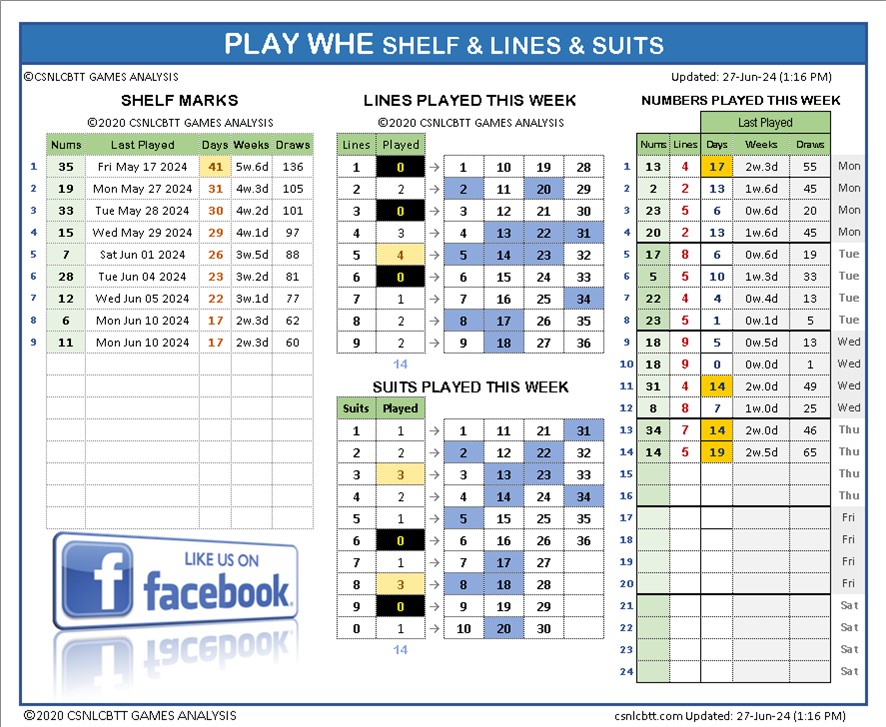 PLAY WHE SHELF & LINES & SUITS
©CSNLCBTT GAMES ANALYSIS
Updated: 27-Jun-24 (1:16 PM)
SHELF MARKS
©2020 CSNLCBTT GAMES ANALYSIS
Nums Last Played Days Weeks Draws
1 35 Fri May 17 2024 41 5w.6d 136
2 19 Mon May 27 2024 31 4w.3d 105
3 33 Tue May 28 2024 30 4w.2d 101
4 15 Wed May 29 2024 29 4w.1d 97
5 7 Sat Jun 01 2024 26 3w.5d 88
6 28 Tue Jun 04 2024 23 3w.2d 81
7 12 Wed Jun 05 2024 22 3w.1d 77
8 6 Mon Jun 10 2024 17 2w.3d 62
9 11 Mon Jun 10 2024 17 2w.3d 60
LIKE US ON
facebook
LINES PLAYED THIS WEEK
©2020 CSNLCBTT GAMES ANALYSIS
Lines Played
1 0 → 1 10 19 28
2 2 → 2 11 20 29
3 0 → 3 12 21 30
4 3 → 4 13 22 31
5 4 → 5 14 23 32
6 0 → 6 15 24 33
7 1 → 7 16 25 34
8 2 → 8 17 26 35
9 2 → 9 18 27 36
14
SUITS PLAYED THIS WEEK
Suits Played
1 1 → 1 11 21 31
2 2 → 2 12 22 32
3 3 → 3 13 23 33
4 2 → 4 14 24 34
5 1 → 5 15 25 35
6 0 → 6 16 26 36
7 1 → 7 17 27
8 3 → 8 18 28
9 0 → 9 19 29
0 1 → 10 20 30
14
NUMBERS PLAYED THIS WEEK
Last Played
Nums Lines Days Weeks Draws
1 13 4 17 2w.3d 55 Mon
2 2 2 13 1w.6d 45 Mon
3 23 5 6 0w.6d 20 Mon
4 20 2 13 1w.6d 45 Mon
5 17 8 6 0w.6d 19 Tue
6 5 5 10 1w.3d 33 Tue
7 22 4 4 0w.4d 13 Tue
8 23 5 1 0w.1d 5 Tue
9 18 9 5 0w.5d 13 Wed
10 18 9 0 0w.0d 1 Wed
11 31 4 14 2w.0d 49 Wed
12 8 8 7 1w.0d 25 Wed
13 34 7 14 2w.0d 46 Thu
14 14 5 19 2w.5d 65 Thu
15 Thu
16 Thu
17 Fri
18 Fri
19 Fri
20 Fri
21 Sat
22 Sat
23 Sat
24 Sat
©2020 CSNLCBTT GAMES ANALYSIS
csnlcbtt.com Updated: 27-Jun-24 (1:16 PM)